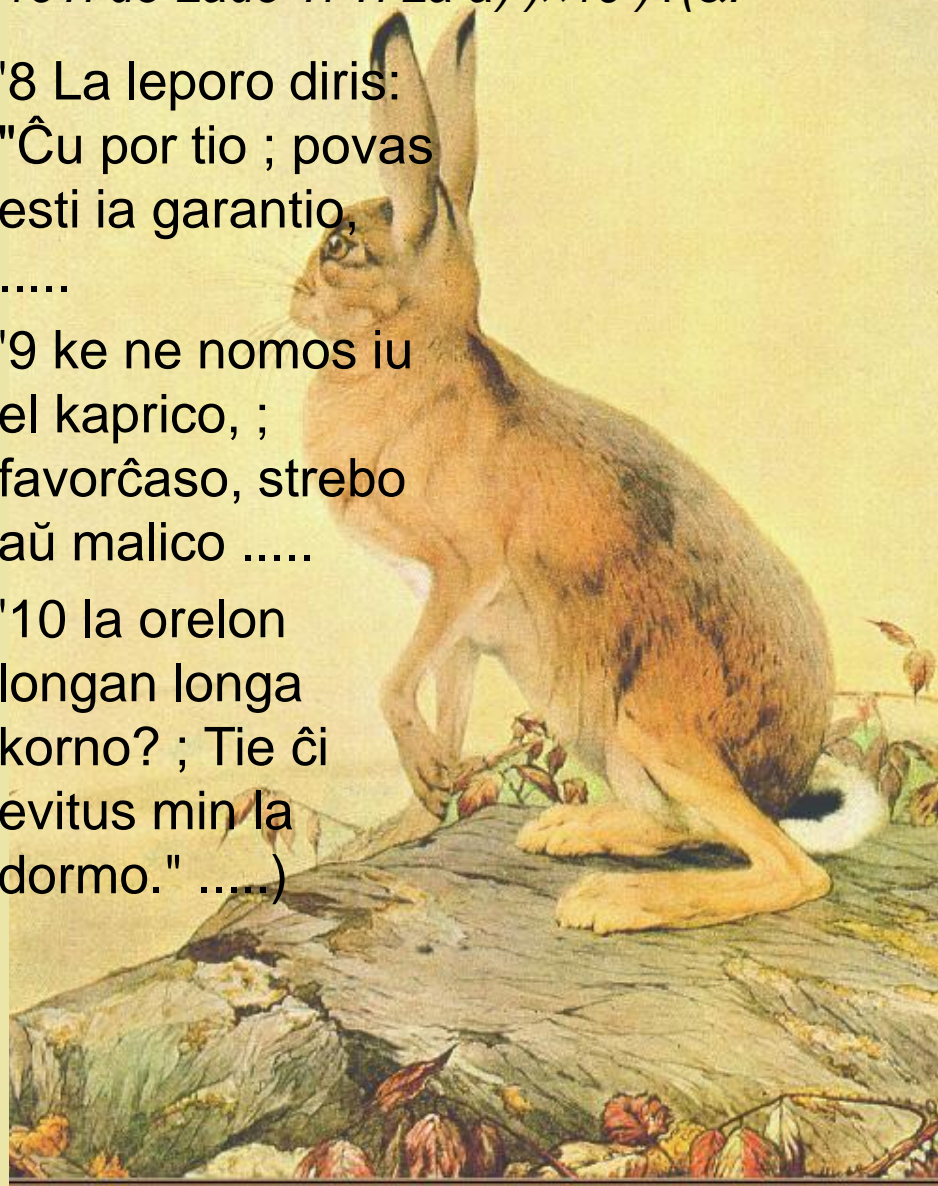 '8 La leporo diris:
"Ĉu por tio ; povas
esti ia garantio,
.....
'9 ke ne nomos iu
el kaprico, ;
favorĉaso, strebo
aŭ malico .....
'10 la orelon
longan longa
korno? ; Tie ĉi
evitus min la
dormo." .....)